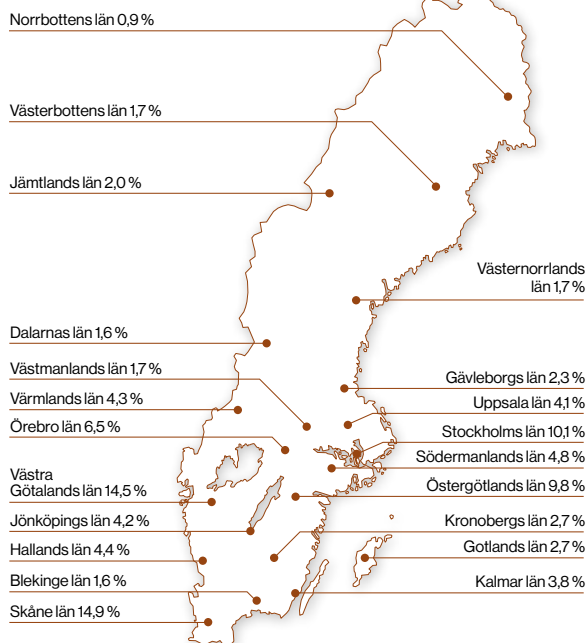 Norrbottens län 0,9 %
Västerbottens län 1,7 %
Jämtlands län 2,0 %
Västernorrlands
län 1,7 %
Dalarnas län 1,6 %
Västmanlands län 1,7 %
Värmlands län 4,3 %
Örebro län 6,5 %
Västra
Götalands län 14,5 %
Jönköpings län 4,2 %
Hallands län 4,4 %
Blekinge län 1,6 %
Skåne län 14,9 %
Gävleborgs län 2,3 %
Uppsala län 4,1 %
Stockholms län 10,1 %
Södermanlands län 4,8 %
Östergötlands län 9,8 %
Kronobergs län 2,7 %
Gotlands län 2,7 %
Kalmar län 3,8 %